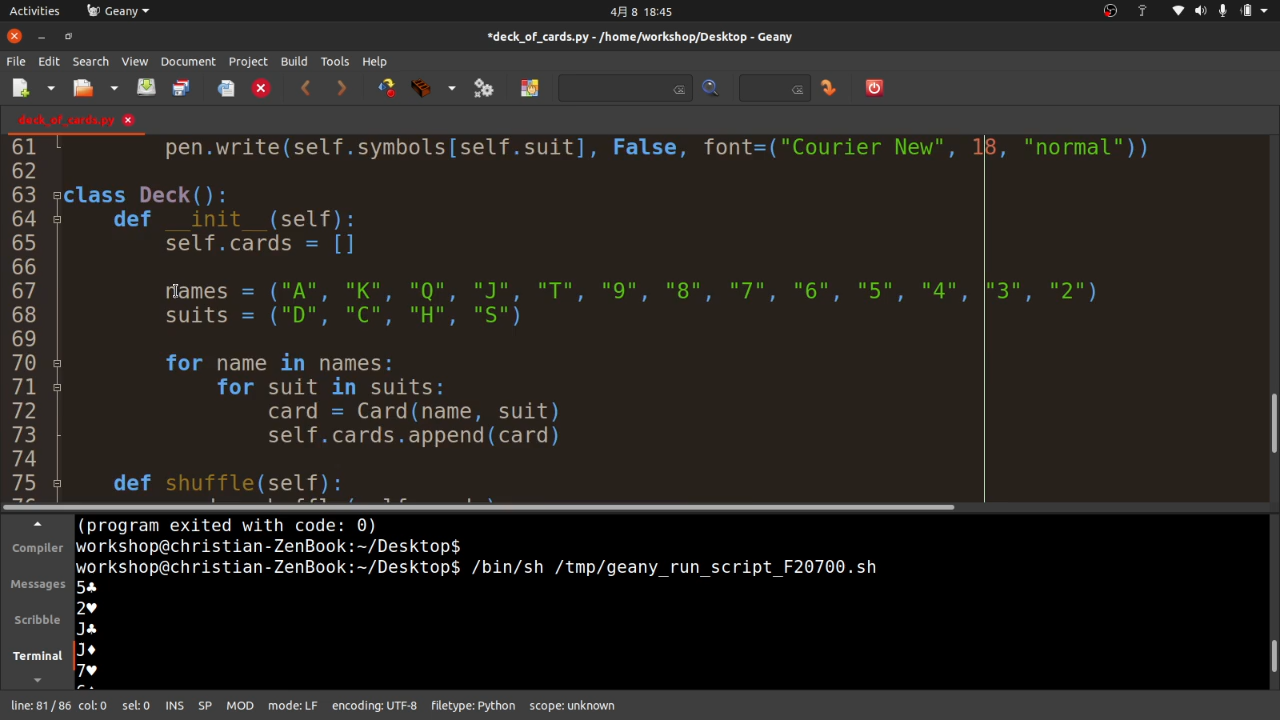 Activities Geany 4月 8 18:45
*deck_of_cards.py - /home/workshop/Desktop - Geany
File Edit Search View Document Project Build Tools Help
deck_of_cards.py
61 pen.write(self.symbols[self.suit], False, font=("Courier New", 18, "normal"))
62
63 class Deck():
64 def __init__(self):
65 self.cards = []
66
67 names = ("A", "K", "Q", "J", "T", "9", "8", "7", "6", "5", "4", "3", "2")
68 suits = ("D", "C", "H", "S")
69
70 for name in names:
71 for suit in suits:
72 card = Card(name, suit)
73 self.cards.append(card)
74
75 def shuffle(self):
(program exited with code: 0)
Compiler
workshop@christian-ZenBook:~/Desktop$
workshop@christian-ZenBook:~/Desktop$ /bin/sh /tmp/geany_run_script_F20700.sh
Messages
5♣
2♥
Scribble
J♣
Terminal
J♦
7♥
line: 81 / 86 col: 0 sel: 0 INS SP MOD mode: LF encoding: UTF-8 filetype: Python scope: unknown